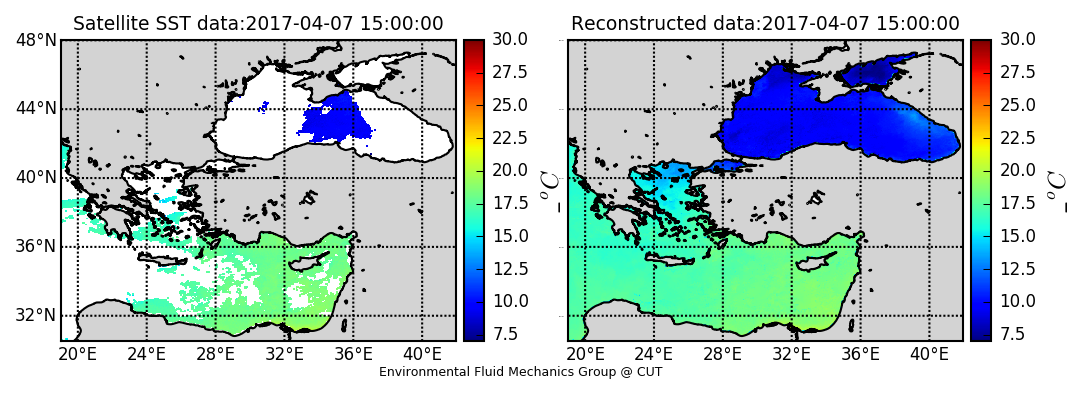 Satellite SST data:2017-04-07 15:00:00
48°N
44°N
40°N
36°N
32°N
20°E 24°E 28°E 32°E 36°E 40°E
30.0
27.5
25.0
22.5
20.0
17.5
15.0
12.5
10.0
7.5
_ °C
Reconstructed data:2017-04-07 15:00:00
20°E 24°E 28°E 32°E 36°E 40°E
30.0
27.5
25.0
22.5
20.0
17.5
15.0
12.5
10.0
7.5
_ °C
Environmental Fluid Mechanics Group @ CUT